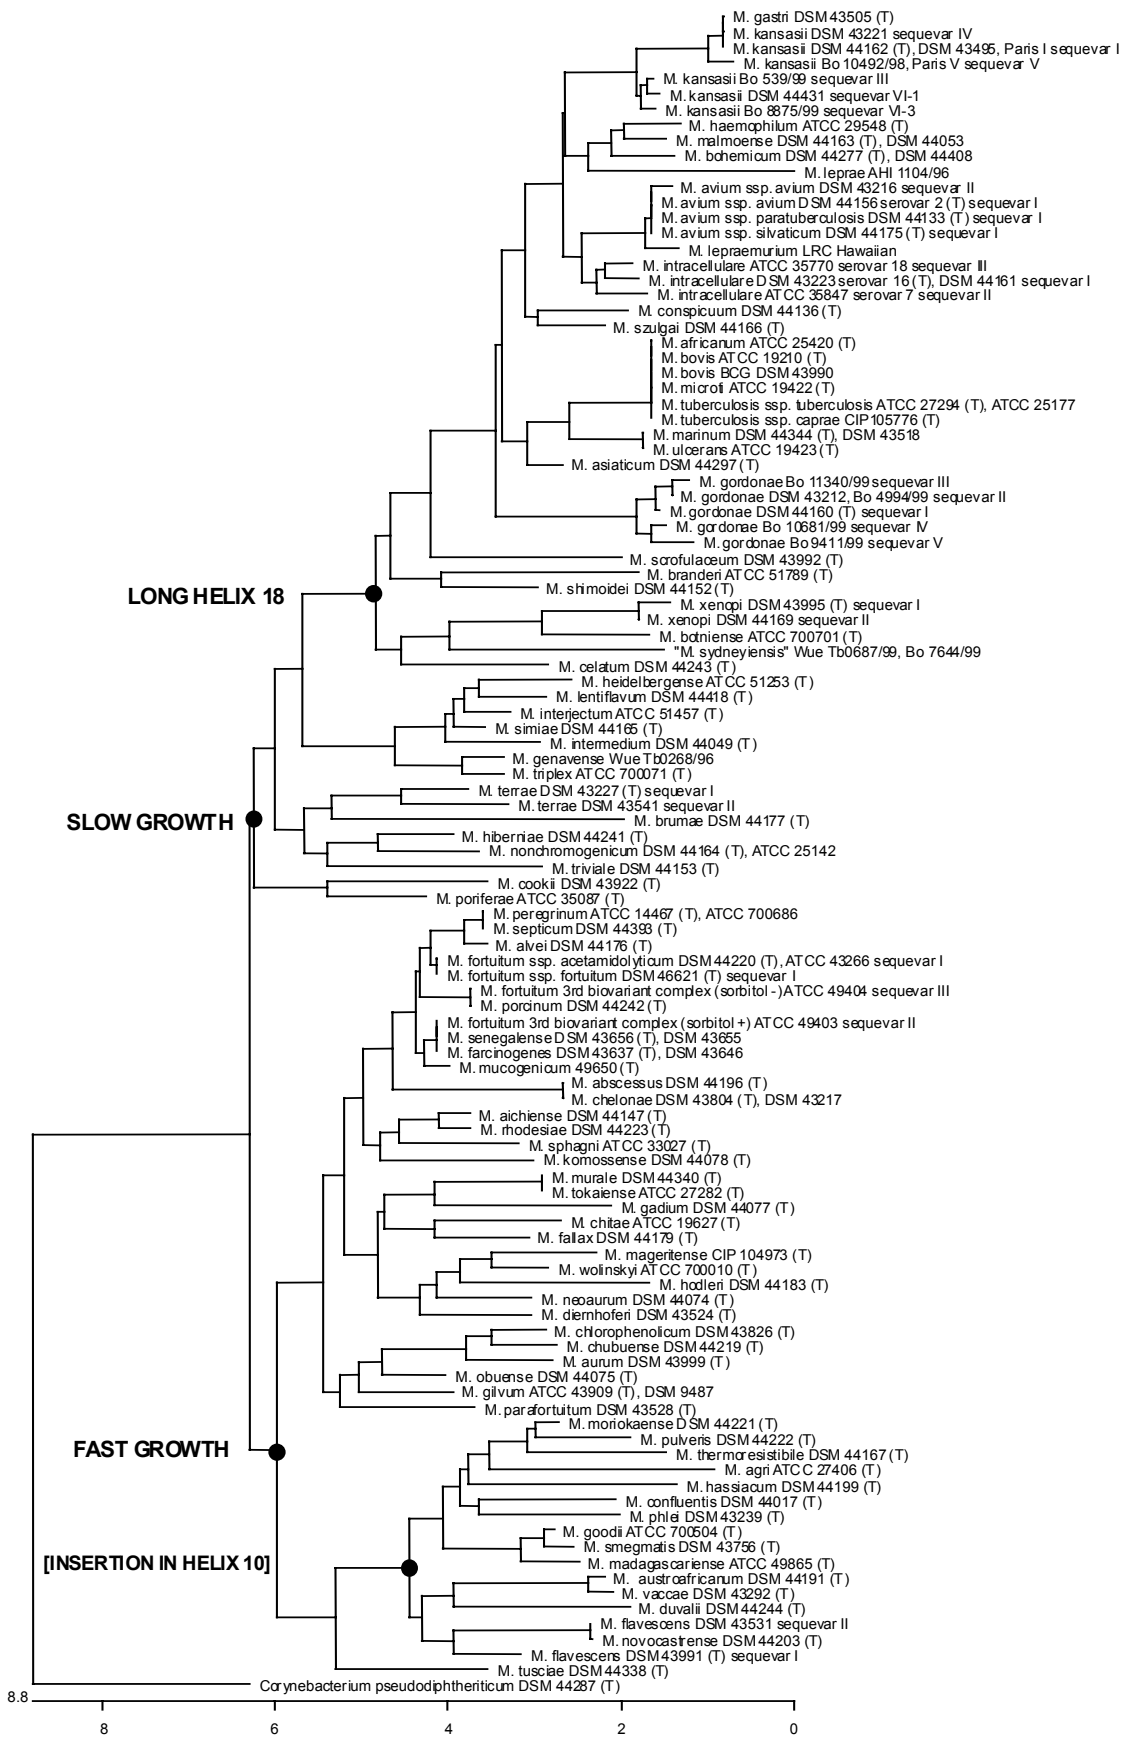 M. gastri DSM 43505 (T)
M. kansasii DSM 43221 sequevar IV
M. kansasii DSM 44162 (T), DSM 43495, Paris I sequevar I
M. kansasii Bo 10492/98, Paris V sequevar V
M. kansasii Bo 539/99 sequevar III
M. kansasii DSM 44431 sequevar VI-1
M. kansasii Bo 8875/99 sequevar VI-3
M. haemophilum ATCC 29548 (T)
M. malmoense DSM 44163 (T), DSM 44053
M. bohemicum DSM 44277 (T), DSM 44408
M. leprae AHI 1104/96
M. avium ssp. avium DSM 43216 sequevar II
M. avium ssp. avium DSM 44156 serovar 2 (T) sequevar I
M. avium ssp. paratuberculosis DSM 44133 (T) sequevar I
M. avium ssp. silvaticum DSM 44175 (T) sequevar I
M. lepraemurium LRC Hawaiian
M. intracellulare ATCC 35770 serovar 18 sequevar III
M. intracellulare DSM 43223 serovar 16 (T), DSM 44161 sequevar I
M. intracellulare ATCC 35847 serovar 7 sequevar II
M. conspicuum DSM 44136 (T)
M. szulgai DSM 44166 (T)
M. africanum ATCC 25420 (T)
M. bovis ATCC 19210 (T)
M. bovis BCG DSM 43990
M. microti ATCC 19422 (T)
M. tuberculosis ssp. tuberculosis ATCC 27294 (T), ATCC 25177
M. tuberculosis ssp. caprae CIP105776 (T)
M. marinum DSM 44344 (T), DSM 43518
M. ulcerans ATCC 19423 (T)
M. asiaticum DSM 44297 (T)
M. gordonae Bo 11340/99 sequevar III
M. gordonae DSM 43212, Bo 4994/99 sequevar II
M. gordonae DSM 44160 (T) sequevar I
M. gordonae Bo 10681/99 sequevar IV
M. gordonae Bo 9411/99 sequevar V
M. scrofulaceum DSM 43992 (T)
M. branderi ATCC 51789 (T)
M. shimoidei DSM 44152 (T)
LONG HELIX 18
M. xenopi DSM 43995 (T) sequevar I
M. xenopi DSM 44169 sequevar II
M. botniense ATCC 700701 (T)
"M. sydneyiensis" Wue Tb0687/99, Bo 7644/99
M. celatum DSM 44243 (T)
M. heidelbergense ATCC 51253 (T)
M. lentiflavum DSM 44418 (T)
M. interjectum ATCC 51457 (T)
M. simiae DSM 44165 (T)
M. intermedium DSM 44049 (T)
M. genavense Wue Tb0268/96
M. triplex ATCC 700071 (T)
M. terrae DSM 43227 (T) sequevar I
M. terrae DSM 43541 sequevar II
M. brumae DSM 44177 (T)
SLOW GROWTH
M. hiberniae DSM 44241 (T)
M. nonchromogenicum DSM 44164 (T), ATCC 25142
M. triviale DSM 44153 (T)
M. cookii DSM 43922 (T)
M. poriferae ATCC 35087 (T)
M. peregrinum ATCC 14467 (T), ATCC 700686
M. septicum DSM 44393 (T)
M. alvei DSM 44176 (T)
M. fortuitum ssp. acetamidolyticum DSM 44220 (T), ATCC 43266 sequevar I
M. fortuitum ssp. fortuitum DSM 46621 (T) sequevar I
M. fortuitum 3rd biovariant complex (sorbitol -) ATCC 49404 sequevar III
M. porcinum DSM 44242 (T)
M. fortuitum 3rd biovariant complex (sorbitol +) ATCC 49403 sequevar II
M. senegalense DSM 43656 (T), DSM 43655
M. farcinogenes DSM 43637 (T), DSM 43646
M. mucogenicum 49650 (T)
M. abscessus DSM 44196 (T)
M. chelonae DSM 43804 (T), DSM 43217
M. aichiense DSM 44147 (T)
M. rhodesiae DSM 44223 (T)
M. sphagni ATCC 33027 (T)
M. komossense DSM 44078 (T)
M. murale DSM 44340 (T)
M. tokaiense ATCC 27282 (T)
M. gadium DSM 44077 (T)
M. chitae ATCC 19627 (T)
M. fallax DSM 44179 (T)
M. mageritense CIP 104973 (T)
M. wolinskyi ATCC 700010 (T)
M. hodleri DSM 44183 (T)
M. neoaurum DSM 44074 (T)
M. diernhoferi DSM 43524 (T)
M. chlorophenolicum DSM 43826 (T)
M. chubuense DSM 44219 (T)
M. aurum DSM 43999 (T)
M. obuense DSM 44075 (T)
M. gilvum ATCC 43909 (T), DSM 9487
M. parafortuitum DSM 43528 (T)
M. moriokaense DSM 44221 (T)
M. pulveris DSM 44222 (T)
FAST GROWTH
M. thermoresistibile DSM 44167 (T)
M. agri ATCC 27406 (T)
M. hassiacum DSM 44199 (T)
M. confluentis DSM 44017 (T)
M. phlei DSM 43239 (T)
M. goodii ATCC 700504 (T)
M. smegmatis DSM 43756 (T)
M. madagascariense ATCC 49865 (T)
[INSERTION IN HELIX 10]
M. austroafricanum DSM 44191 (T)
M. vaccae DSM 43292 (T)
M. duvalii DSM 44244 (T)
M. flavescens DSM 43531 sequevar II
M. novocastrense DSM 44203 (T)
M. flavescens DSM 43991 (T) sequevar I
M. tusciae DSM 44338 (T)
Corynebacterium pseudodiphtheriticum DSM 44287 (T)
8.8
8 6 4 2 0